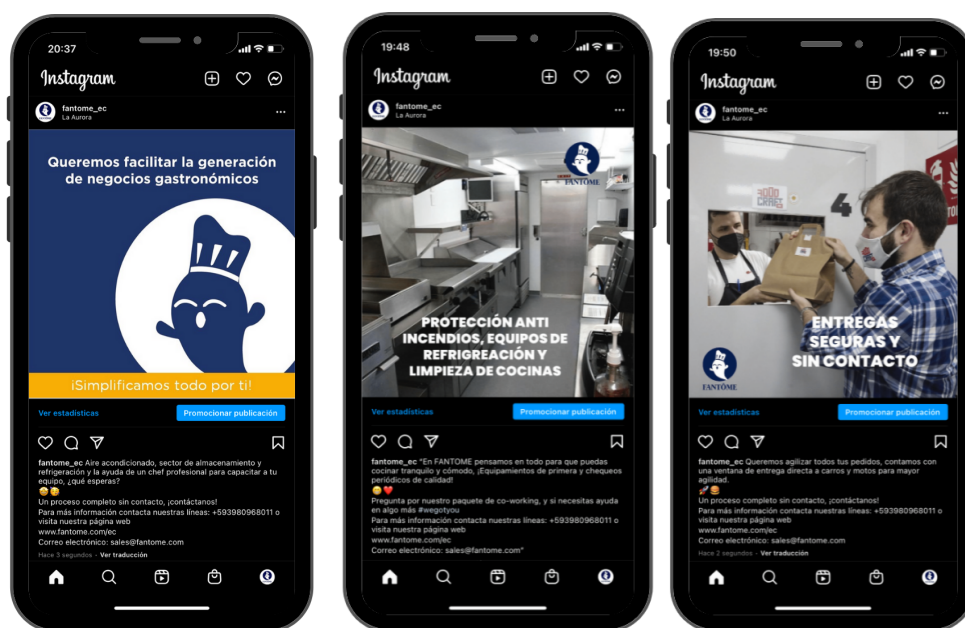 20:37
Instagram
fantome_ec
La Aurora
Queremos facilitar la generación
de negocios gastronómicos
¡Simplificamos todo por ti!
Ver estadísticas
Promocionar publicación
fantome_ec Aire acondicionado, sector de almacenamiento y
refrigeración y la ayuda de un chef profesional para capacitar a tu
equipo, ¿qué esperas?
Un proceso completo sin contacto, ¡contáctanos!
Para más información contacta nuestras líneas: +593980968011 o
visita nuestra página web
www.fantome.com/ec
Correo electrónico: sales@fantome.com
Hace 3 segundos · Ver traducción
19:48
Instagram
fantome_ec
La Aurora
FANTÔME
PROTECCIÓN ANTI
INCENDIOS, EQUIPOS DE
REFRIGREACIÓN Y
LIMPIEZA DE COCINAS
Ver estadísticas
Promocionar publicación
fantome_ec "En FANTOME pensamos en todo para que puedas
cocinar tranquilo y cómodo, ¡Equipamientos de primera y chequeos
periódicos de calidad!
Pregunta por nuestro paquete de co-working, y si necesitas ayuda
en algo más #wegotyou
Para más información contacta nuestras líneas: +593980968011 o
visita nuestra página web
www.fantome.com/ec
Correo electrónico: sales@fantome.com"
19:50
Instagram
fantome_ec
La Aurora
CRAFT
4
ENTREGAS
SEGURAS Y
SIN CONTACTO
FANTÔME
Ver estadísticas
Promocionar publicación
fantome_ec Queremos agilizar todos tus pedidos, contamos con
una ventana de entrega directa a carros y motos para mayor
agilidad.
Un proceso completo sin contacto, ¡contáctanos!
Para más información contacta nuestras líneas: +593980968011 o
visita nuestra página web
www.fantome.com/ec
Correo electrónico: sales@fantome.com
Hace 2 segundos · Ver traducción